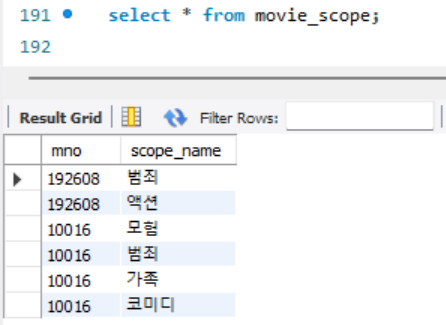 191 select * from movie_scope;
192
Result Grid Filter Rows:
mno scope_name
192608 범죄
192608 액션
10016 모험
10016 범죄
10016 가족
10016 코미디